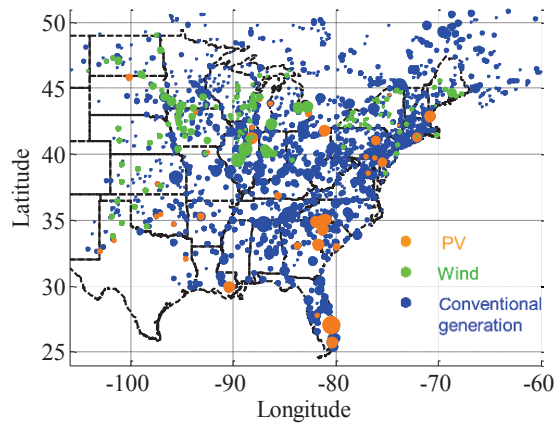 50
45
40
35
30
25
Latitude
PV
Wind
Conventional
generation
-100
-90
-80
-70
-60
Longitude